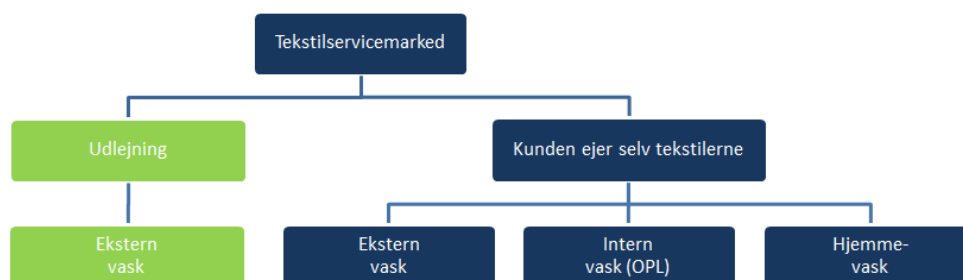 Tekstilservicemarked
Udlejning
Kunden ejer selv tekstilerne
Ekstern
vask
Ekstern
vask
Intern
vask (OPL)
Hjemme-
vask